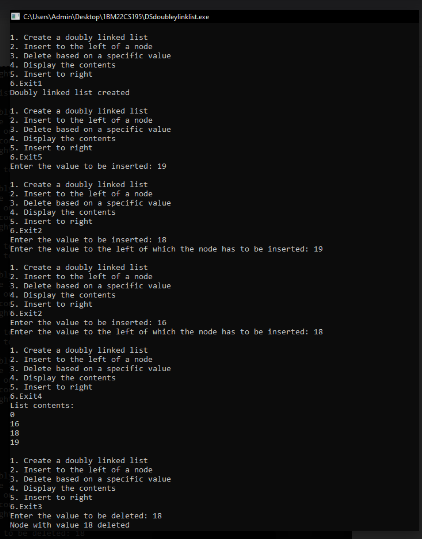 C:\Users\Admin\Desktop\1BM22CS195\DSdoubleylinklist.exe
1. Create a doubly linked list
2. Insert to the left of a node
3. Delete based on a specific value
4. Display the contents
5. Insert to right
6.Exit1
Doubly linked list created
1. Create a doubly linked list
2. Insert to the left of a node
3. Delete based on a specific value
4. Display the contents
5. Insert to right
6.Exit5
Enter the value to be inserted: 19
1. Create a doubly linked list
2. Insert to the left of a node
3. Delete based on a specific value
4. Display the contents
5. Insert to right
6.Exit2
Enter the value to be inserted: 18
Enter the value to the left of which the node has to be inserted: 19
1. Create a doubly linked list
2. Insert to the left of a node
3. Delete based on a specific value
4. Display the contents
5. Insert to right
6.Exit2
Enter the value to be inserted: 16
Enter the value to the left of which the node has to be inserted: 18
1. Create a doubly linked list
2. Insert to the left of a node
3. Delete based on a specific value
4. Display the contents
5. Insert to right
6.Exit4
List contents:
0
16
18
19
1. Create a doubly linked list
2. Insert to the left of a node
3. Delete based on a specific value
4. Display the contents
5. Insert to right
6.Exit3
Enter the value to be deleted: 18
Node with value 18 deleted